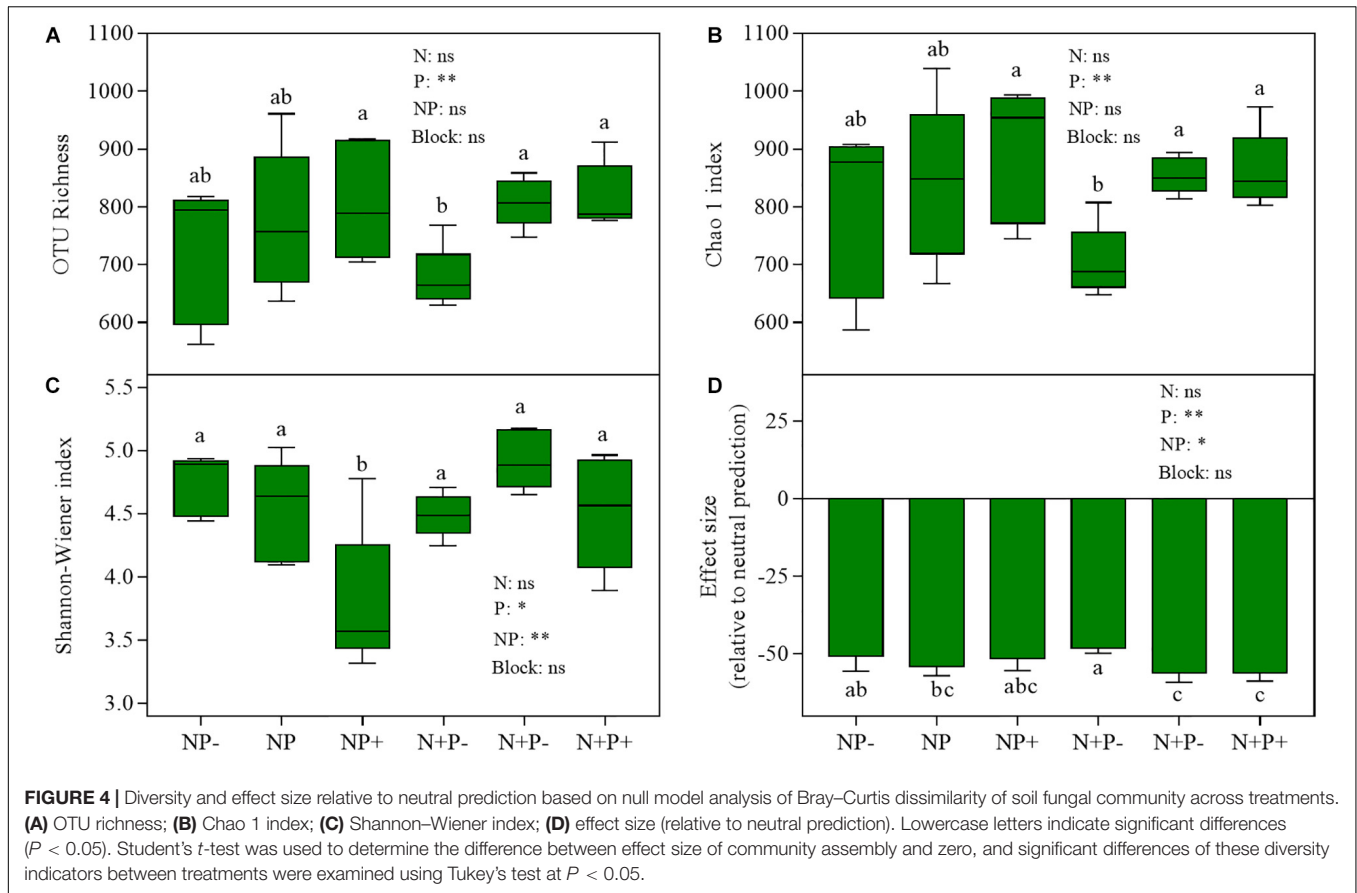 A
1100
1000
900
800
700
600
OTU Richness
ab
ab
a
b
a
a
N: ns
P: **
NP: ns
Block: ns
B
1100
1000
900
800
700
600
Chao 1 index
ab
ab
a
b
a
a
N: ns
P: **
NP: ns
Block: ns
C
5.5
5.0
4.5
4.0
3.5
3.0
Shannon-Wiener index
a
a
b
a
a
a
N: ns
P: *
NP: **
Block: ns
NP- NP NP+ N+P- N+P- N+P+
D
25
0
-25
-50
Effect size
(relative to neutral prediction)
N: ns
P: **
NP: *
Block: ns
ab
bc
abc
a
c
c
NP- NP NP+ N+P- N+P- N+P+
FIGURE 4 | Diversity and effect size relative to neutral prediction based on null model analysis of Bray–Curtis dissimilarity of soil fungal community across treatments.
(A) OTU richness; (B) Chao 1 index; (C) Shannon–Wiener index; (D) effect size (relative to neutral prediction). Lowercase letters indicate significant differences
(P < 0.05). Student's t-test was used to determine the difference between effect size of community assembly and zero, and significant differences of these diversity
indicators between treatments were examined using Tukey's test at P < 0.05.